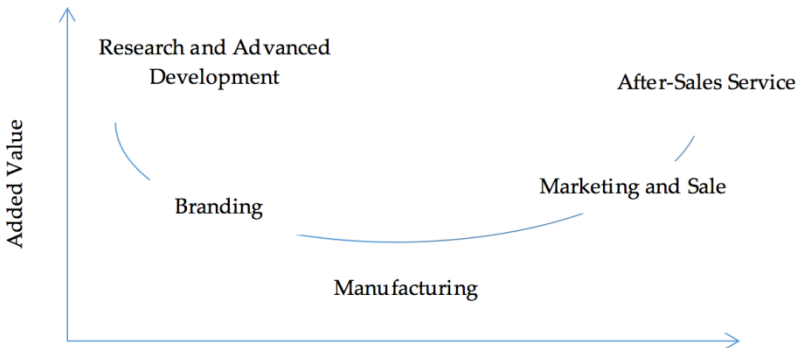 Research and Advanced
Development
After-Sales Service
Added Value
Branding
Marketing and Sale
Manufacturing